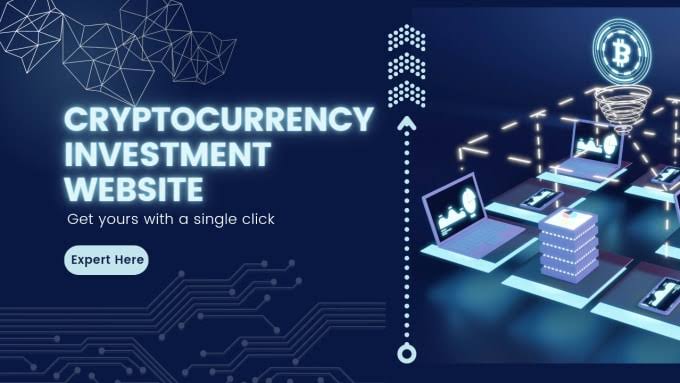 CRYPTOCURRENCY
INVESTMENT
WEBSITE
Get yours with a single click
Expert Here